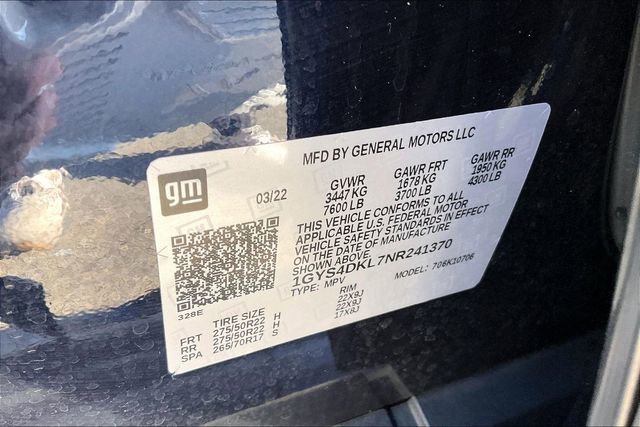 MFD BY GENERAL MOTORS LLC
gm
03/22
GVWR GAWR FRT GAWR RR
3447 KG 1678 KG 1950 KG
7600 LB 3700 LB 4300 LB
THIS VEHICLE CONFORMS TO ALL
APPLICABLE U.S. FEDERAL MOTOR
VEHICLE SAFETY STANDARDS IN EFFECT
ON THE DATE OF MANUFACTURE
SHOWN ABOVE.
1GYS4DKL7NR241370
TYPE: MPV MODEL: 706K10706
328E
TIRE SIZE RIM
FRT 275/50R22 H 22X9J
RR 275/50R22 H 22X9J
SPA 265/70R17 S 17X8J